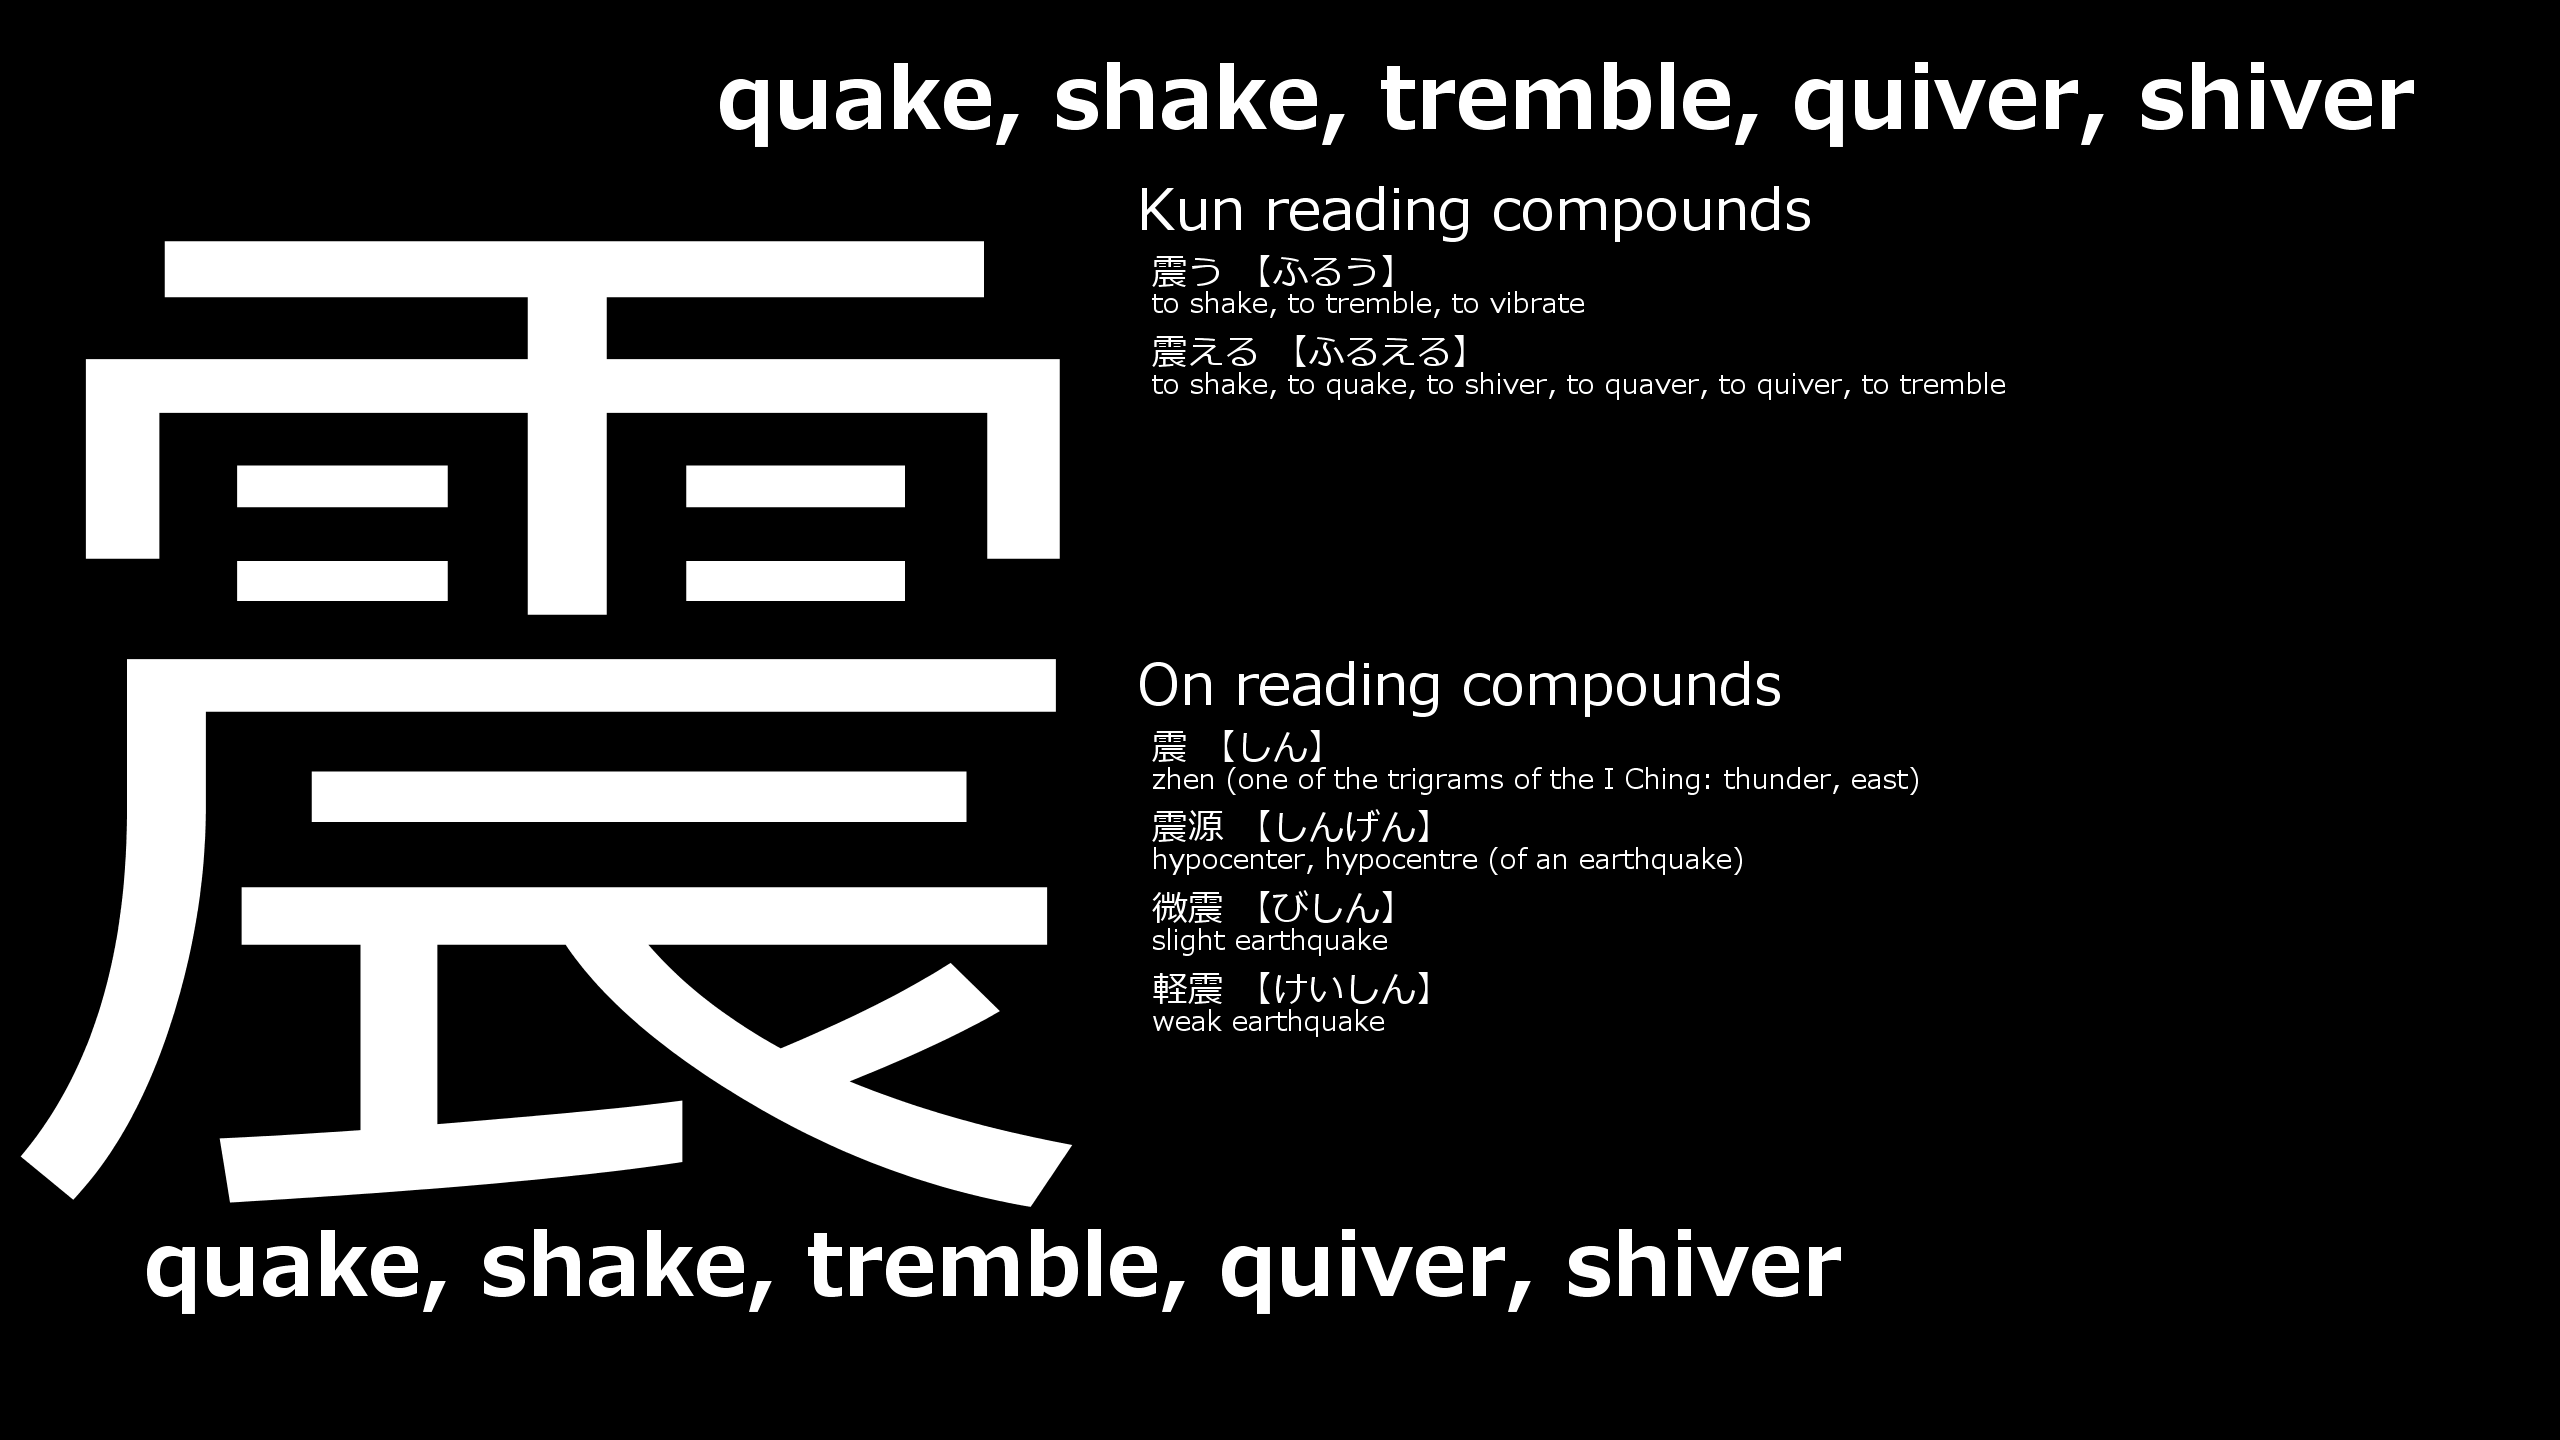 quake, shake, tremble, quiver, shiver
震
Kun reading compounds
震う 【ふるう】
to shake, to tremble, to vibrate
震える 【ふるえる】
to shake, to quake, to shiver, to quaver, to quiver, to tremble
On reading compounds
震 【しん】
zhen (one of the trigrams of the I Ching: thunder, east)
震源 【しんげん】
hypocenter, hypocentre (of an earthquake)
微震 【びしん】
slight earthquake
軽震 【けいしん】
weak earthquake
quake, shake, tremble, quiver, shiver